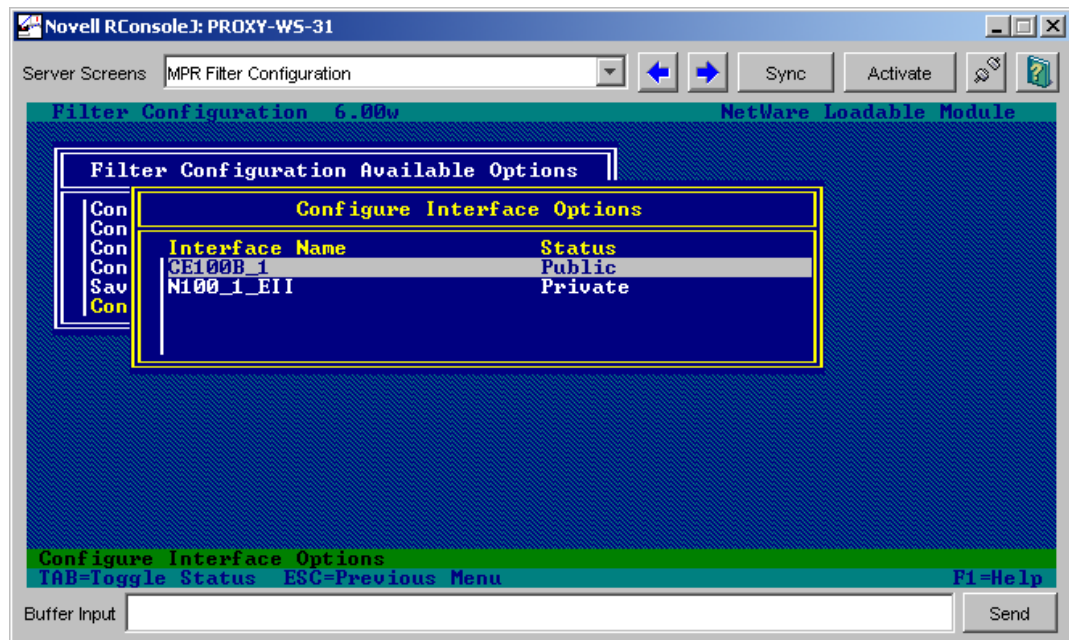 Novell RConsoleJ: PROXY-WS-31
Server Screens MPR Filter Configuration Sync Activate
Filter Configuration 6.00w NetWare Loadable Module
Filter Configuration Available Options
Con
Con
Con
Con
Sav
Con
Configure Interface Options
Interface Name Status
CE100B_1 Public
N100_1_EII Private
Configure Interface Options
TAB=Toggle Status ESC=Previous Menu F1=Help
Buffer Input Send